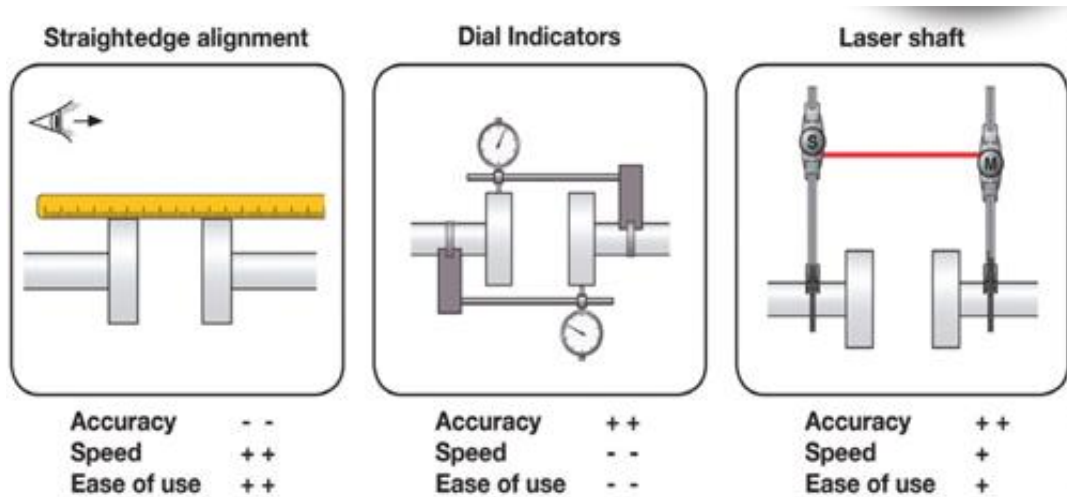 Straightedge alignment
Accuracy - -
Speed + +
Ease of use + +
Dial Indicators
Accuracy + +
Speed - -
Ease of use - -
Laser shaft
S
M
Accuracy + +
Speed +
Ease of use +